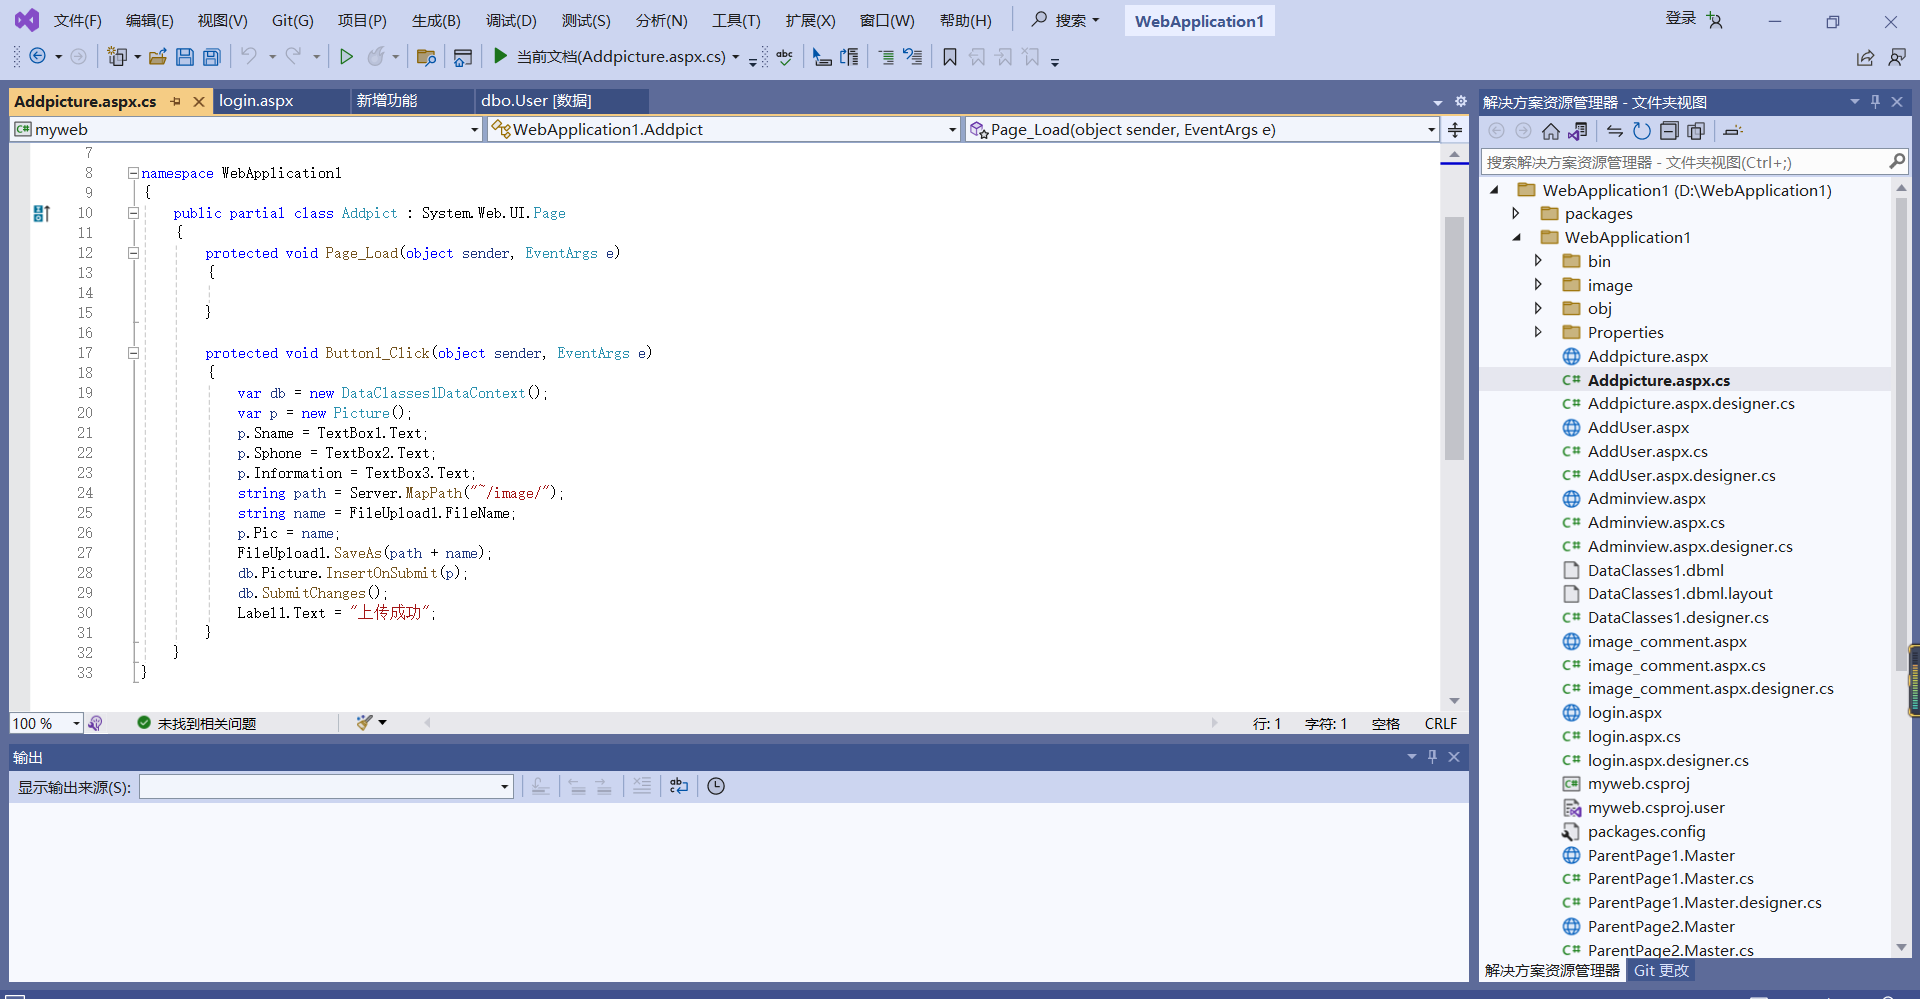 文件(F) 编辑(E) 视图(V) Git(G) 项目(P) 生成(B) 调试(D) 测试(S) 分析(N) 工具(T) 扩展(X) 窗口(W) 帮助(H) 搜索 WebApplication1 登录
当前文档(Addpicture.aspx.cs) abc
Addpicture.aspx.cs login.aspx 新增功能 dbo.User [数据]
C# myweb WebApplication1.Addpict Page_Load(object sender, EventArgs e)
7
8 namespace WebApplication1
9 {
10 public partial class Addpict : System.Web.UI.Page
11 {
12 protected void Page_Load(object sender, EventArgs e)
13 {
14
15 }
16
17 protected void Button1_Click(object sender, EventArgs e)
18 {
19 var db = new DataClasses1DataContext();
20 var p = new Picture();
21 p.Sname = TextBox1.Text;
22 p.Sphone = TextBox2.Text;
23 p.Information = TextBox3.Text;
24 string path = Server.MapPath("~/image/");
25 string name = FileUpload1.FileName;
26 p.Pic = name;
27 FileUpload1.SaveAs(path + name);
28 db.Picture.InsertOnSubmit(p);
29 db.SubmitChanges();
30 Label1.Text = "上传成功";
31 }
32 }
33 }
100 % 未找到相关问题 行: 1 字符: 1 空格 CRLF
输出
显示输出来源(S):
解决方案资源管理器 - 文件夹视图
搜索解决方案资源管理器 - 文件夹视图(Ctrl+;)
WebApplication1 (D:\WebApplication1)
packages
WebApplication1
bin
image
obj
Properties
Addpicture.aspx
C# Addpicture.aspx.cs
C# Addpicture.aspx.designer.cs
AddUser.aspx
C# AddUser.aspx.cs
C# AddUser.aspx.designer.cs
Adminview.aspx
C# Adminview.aspx.cs
C# Adminview.aspx.designer.cs
DataClasses1.dbml
DataClasses1.dbml.layout
C# DataClasses1.designer.cs
image_comment.aspx
C# image_comment.aspx.cs
C# image_comment.aspx.designer.cs
login.aspx
C# login.aspx.cs
C# login.aspx.designer.cs
C# myweb.csproj
myweb.csproj.user
packages.config
ParentPage1.Master
C# ParentPage1.Master.cs
C# ParentPage1.Master.designer.cs
ParentPage2.Master
C# ParentPage2.Master.cs
解决方案资源管理器 Git 更改